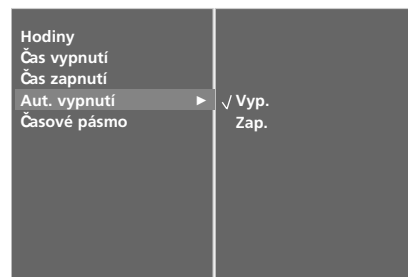 Hodiny
Čas vypnutí
Čas zapnutí
Aut. vypnutí ► √ Vyp.
Časové pásmo Zap.